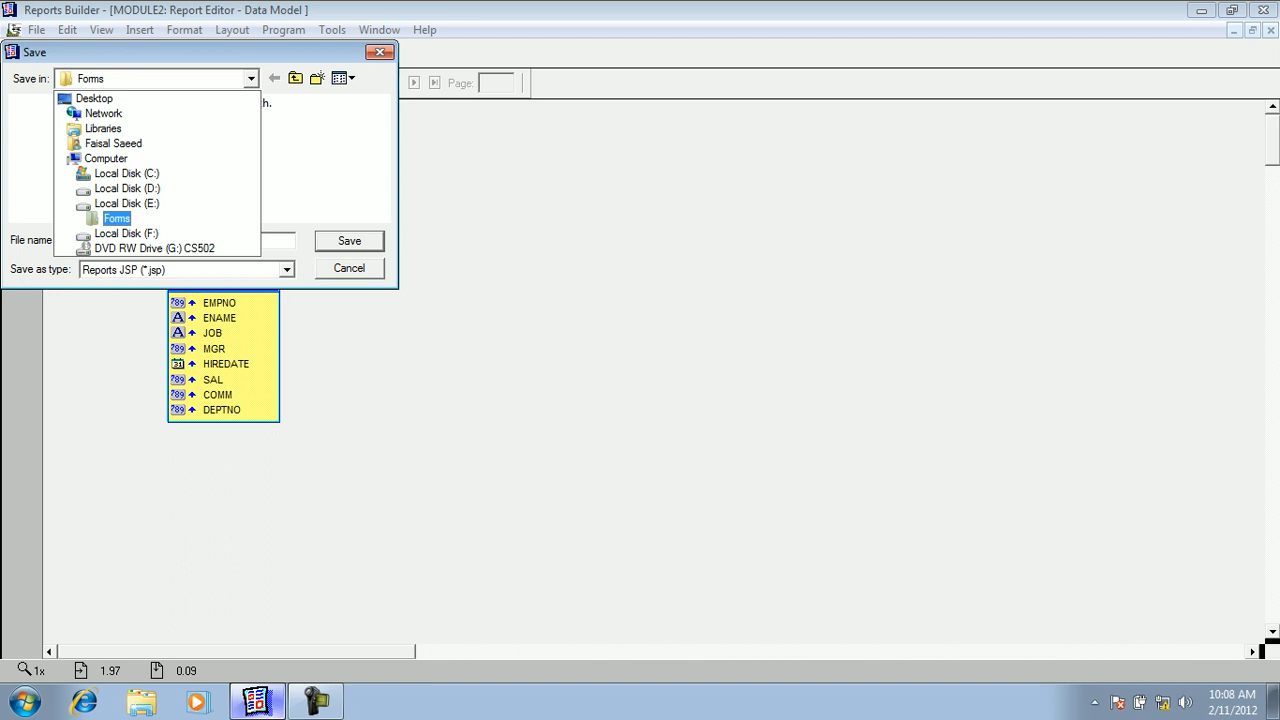 Reports Builder - [MODULE2: Report Editor - Data Model ]
File Edit View Insert Format Program Layout Tools Window Help
Save
Save in: Forms
Page:
Desktop
th.
Network
Libraries
Faisal Saeed
Computer
Local Disk (C:)
Local Disk (D:)
Local Disk (E:)
Forms
Local Disk (F:)
DVD RW Drive (G:) CS502
File name
Save
Save as type: Reports JSP (*.jsp)
Cancel
EMPNO
ENAME
JOB
MGR
HIREDATE
SAL
COMM
DEPTNO
1x 1.97 0.09
10:08 AM
2/11/2012